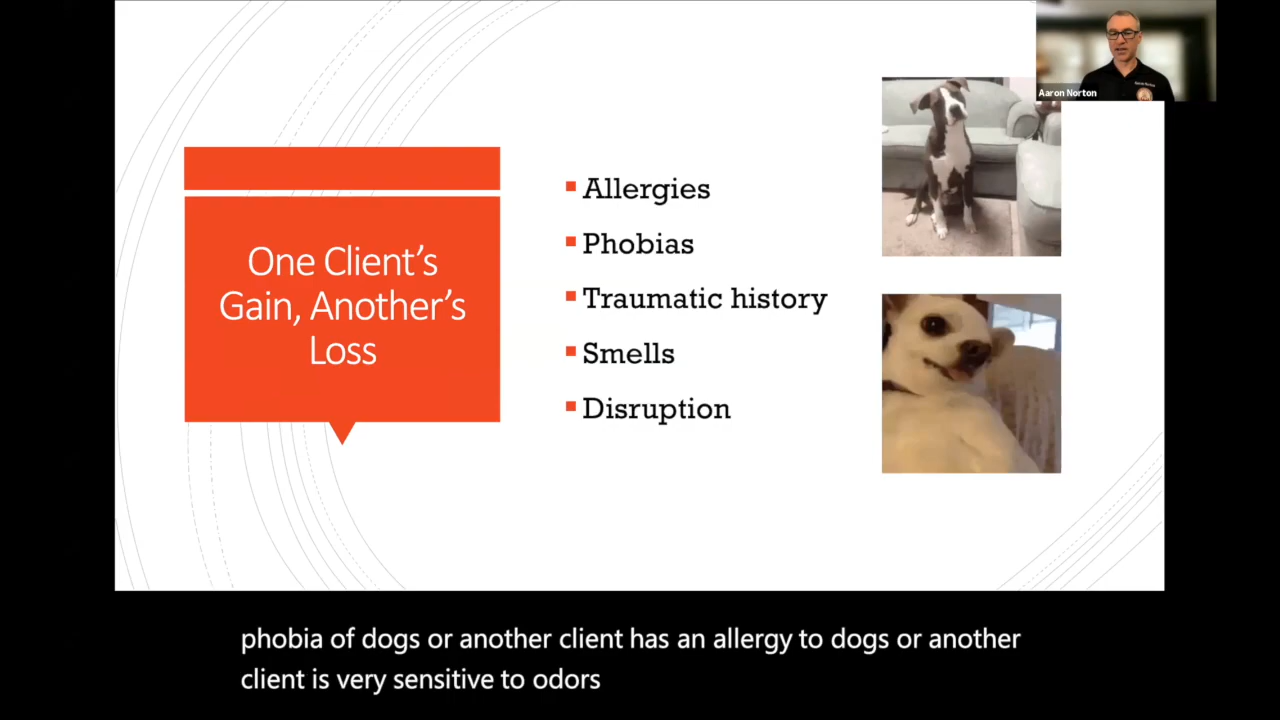 Aaron Norton
One Client's
Gain, Another's
Loss
Allergies
Phobias
Traumatic history
Smells
Disruption
phobia of dogs or another client has an allergy to dogs or another
client is very sensitive to odors